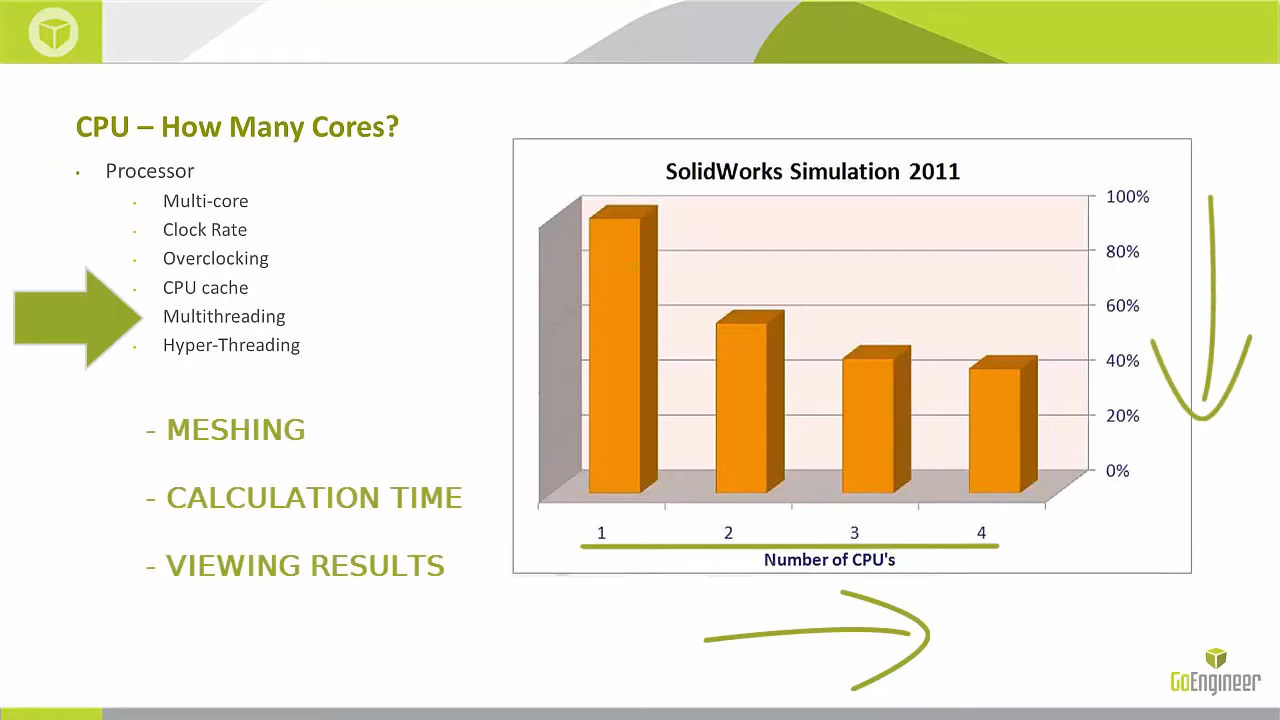 CPU – How Many Cores?
• Processor
• Multi-core
• Clock Rate
• Overclocking
• CPU cache
Multithreading
• Hyper-Threading
- MESHING
- CALCULATION TIME
- VIEWING RESULTS
SolidWorks Simulation 2011
100%
80%
60%
40%
20%
0%
1 2 3 4
Number of CPU's
GoEngineer